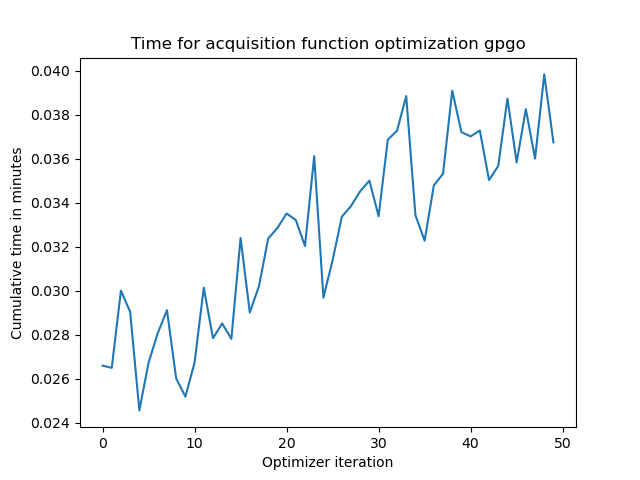 Time for acquisition function optimization gpgo
0.040
0.038
0.036
0.034
0.032
0.030
0.028
0.026
0.024
Cumulative time in minutes
0 10 20 30 40 50
Optimizer iteration